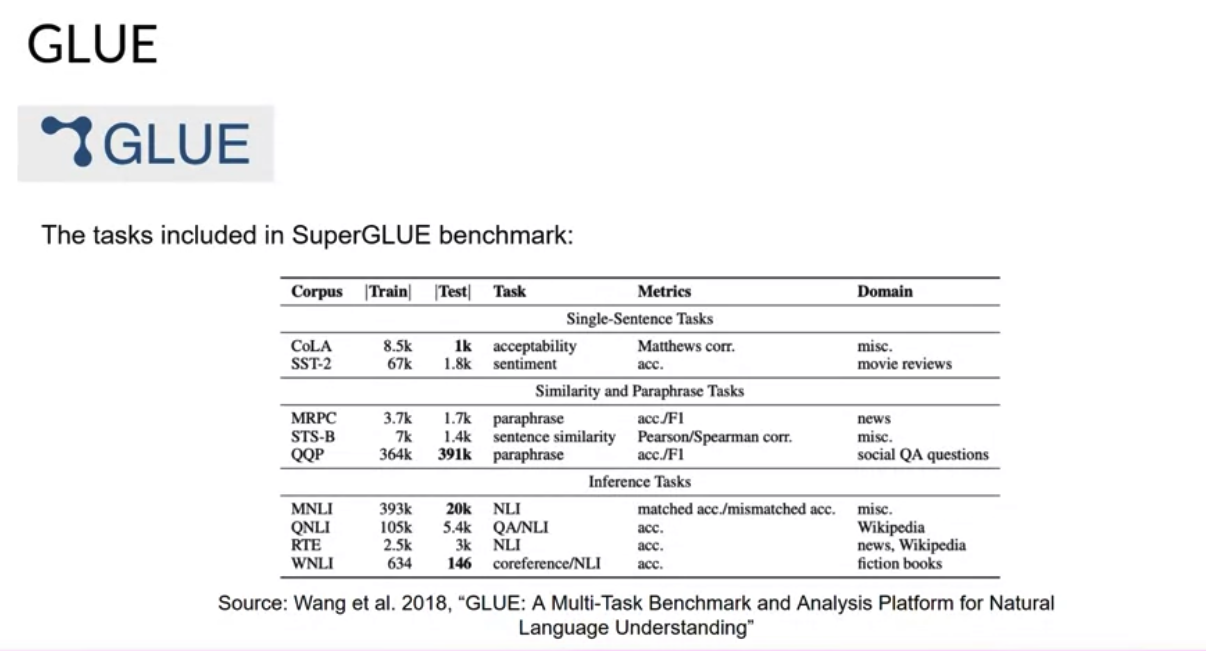 GLUE
GLUE
The tasks included in SuperGLUE benchmark:
Corpus |Train| |Test| Task Metrics Domain
Single-Sentence Tasks
CoLA 8.5k 1k acceptability Matthews corr. misc.
SST-2 67k 1.8k sentiment acc. movie reviews
Similarity and Paraphrase Tasks
MRPC 3.7k 1.7k paraphrase acc./F1 news
STS-B 7k 1.4k sentence similarity Pearson/Spearman corr. misc.
QQP 364k 391k paraphrase acc./F1 social QA questions
Inference Tasks
MNLI 393k 20k NLI matched acc./mismatched acc. misc.
QNLI 105k 5.4k QA/NLI acc. Wikipedia
RTE 2.5k 3k NLI acc. news, Wikipedia
WNLI 634 146 coreference/NLI acc. fiction books
Source: Wang et al. 2018, “GLUE: A Multi-Task Benchmark and Analysis Platform for Natural
Language Understanding”